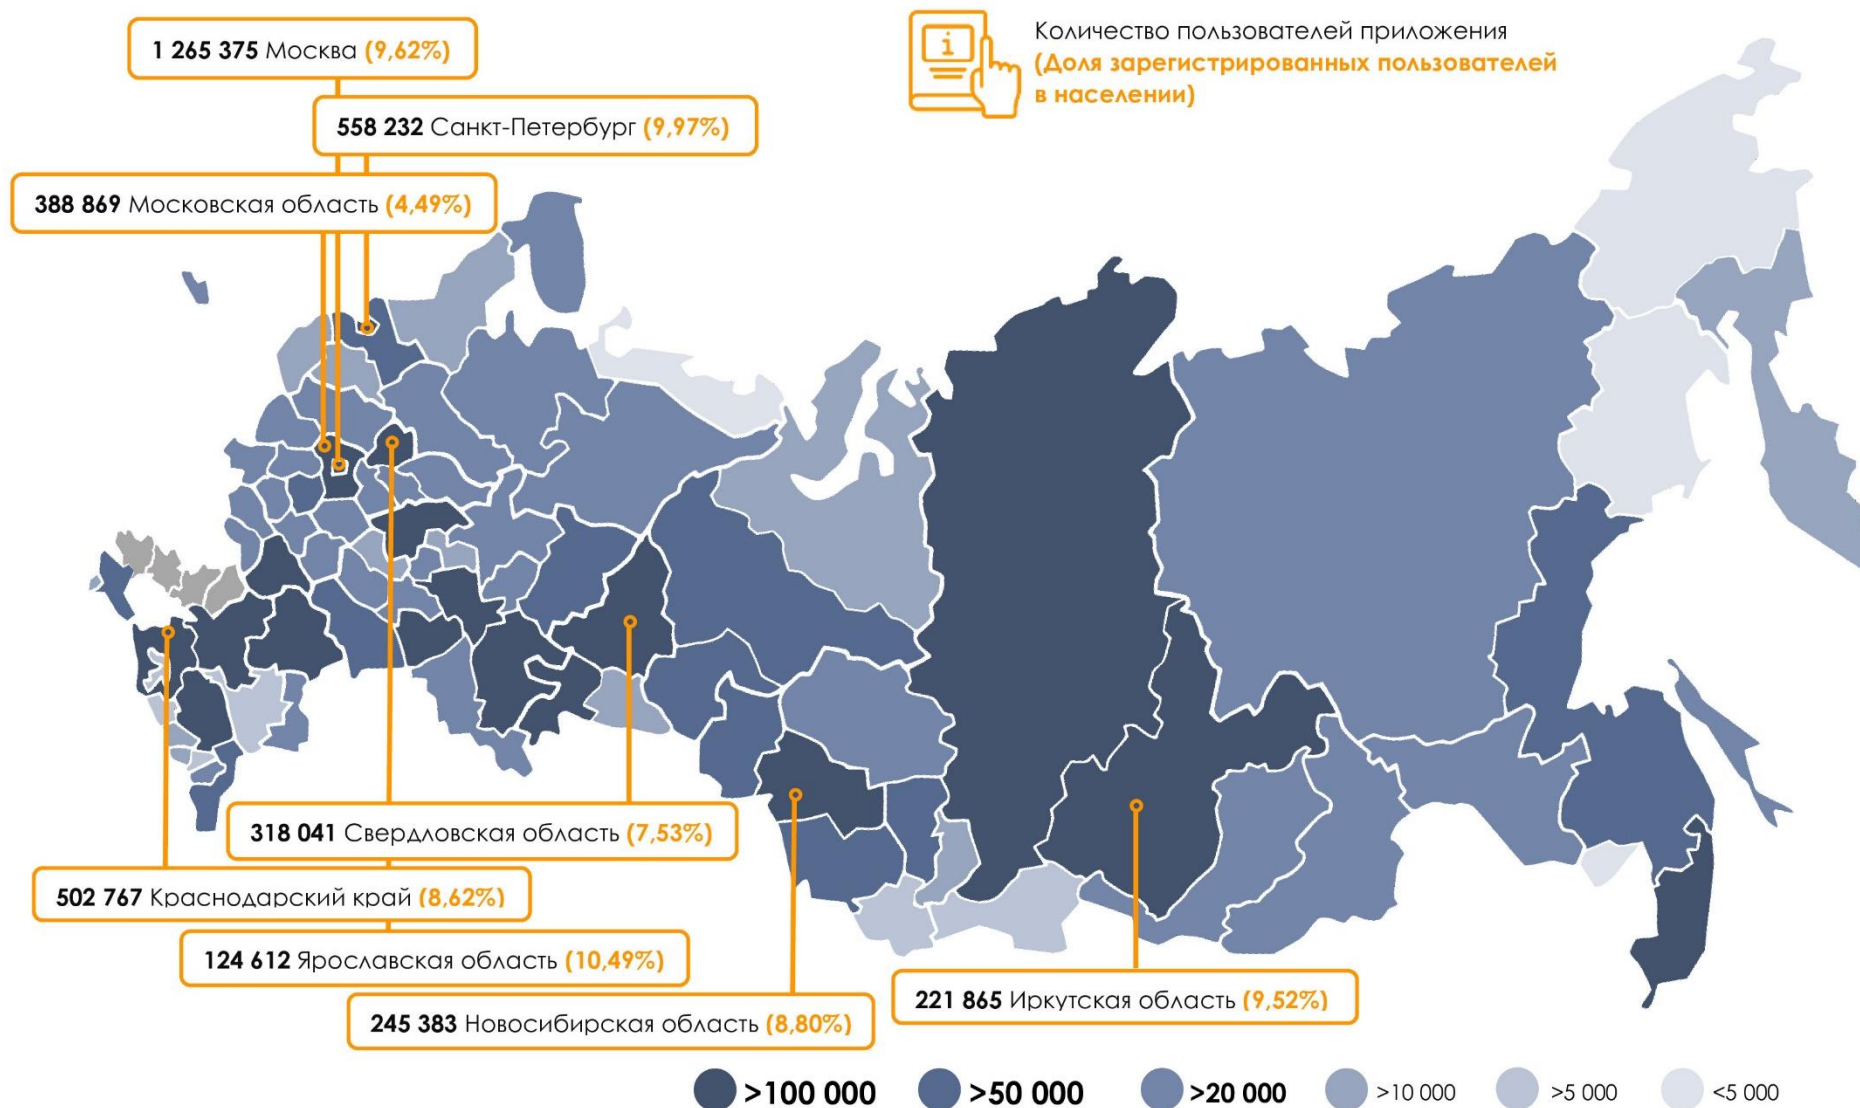 1 265 375 Москва (9,62%)
Количество пользователей приложения
(Доля зарегистрированных пользователей
в населении)
i
558 232 Санкт-Петербург (9,97%)
388 869 Московская область (4,49%)
318 041 Свердловская область (7,53%)
502 767 Краснодарский край (8,62%)
124 612 Ярославская область (10,49%)
221 865 Иркутская область (9,52%)
245 383 Новосибирская область (8,80%)
>100 000 >50 000 >20 000 >10 000 >5 000 <5 000